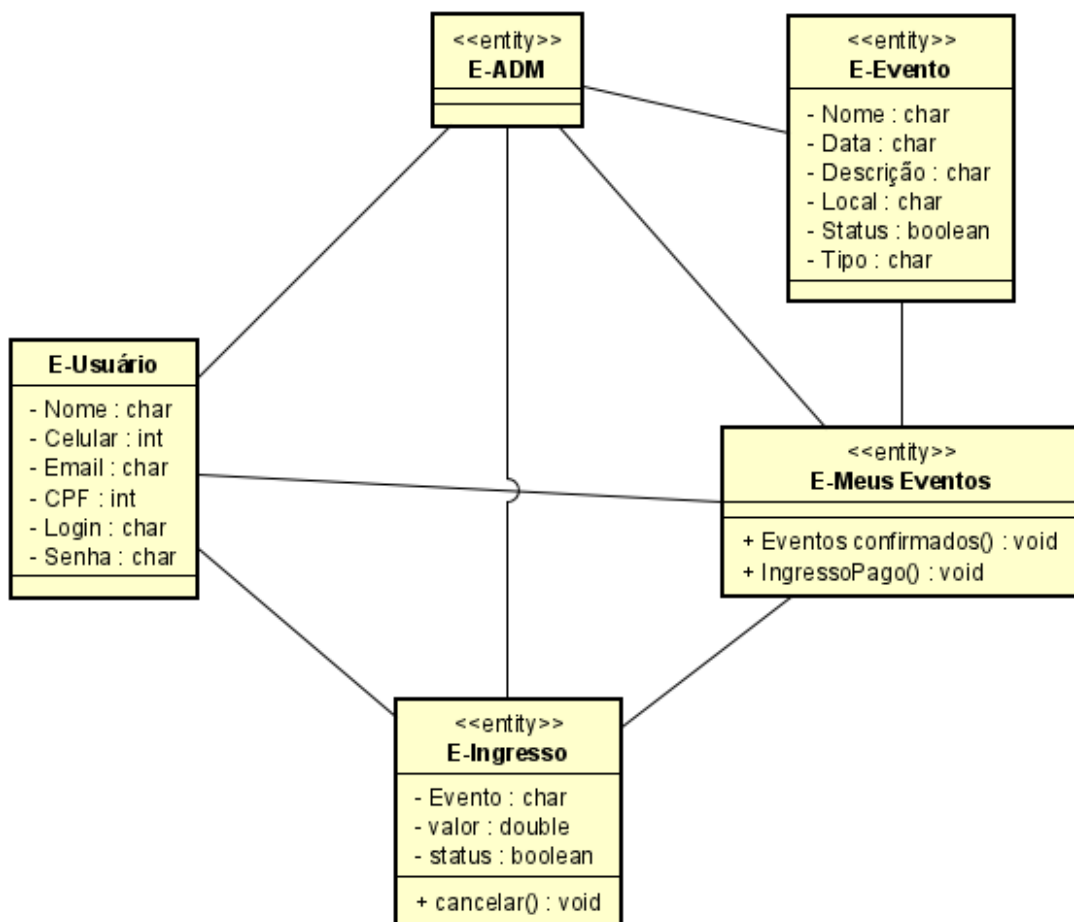 <<entity>>
E-ADM
<<entity>>
E-Evento
- Nome : char
- Data : char
- Descrição : char
- Local : char
- Status : boolean
- Tipo : char
E-Usuário
- Nome : char
- Celular : int
- Email : char
- CPF : int
- Login : char
- Senha : char
<<entity>>
E-Meus Eventos
+ Eventos confirmados() : void
+ IngressoPago() : void
<<entity>>
E-Ingresso
- Evento : char
- valor : double
- status : boolean
+ cancelar() : void